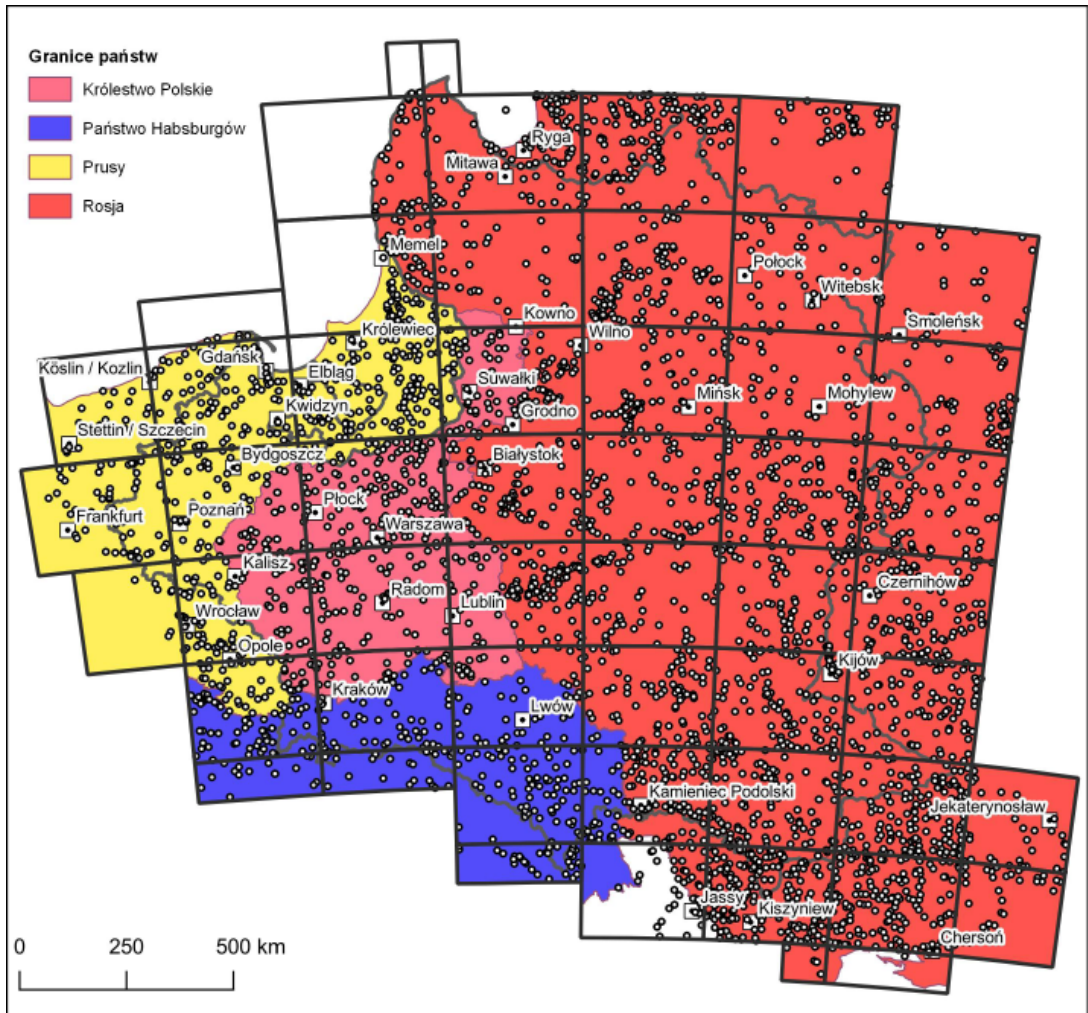 Granice państw
Królestwo Polskie
Państwo Habsburgów
Prusy
Rosja
Ryga
Mitawa
Memel
Połock
Witebsk
Kowno
Wilno
Smoleńsk
Królewiec
Gdańsk
Köslin / Kozlin
Elbląg
Suwałki
Kwidzyn
Grodno
Mińsk
Mohylew
Stettin / Szczecin
Bydgoszcz
Białystok
Frankfurt
Poznań
Płock
Warszawa
Kalisz
Czernihów
Wrocław
Radom
Lublin
Opole
Kijów
Kraków
Lwów
Kamieniec Podolski
Jekaterynosław
Jassy
Kiszyniew
Chersoń
0 250 500 km